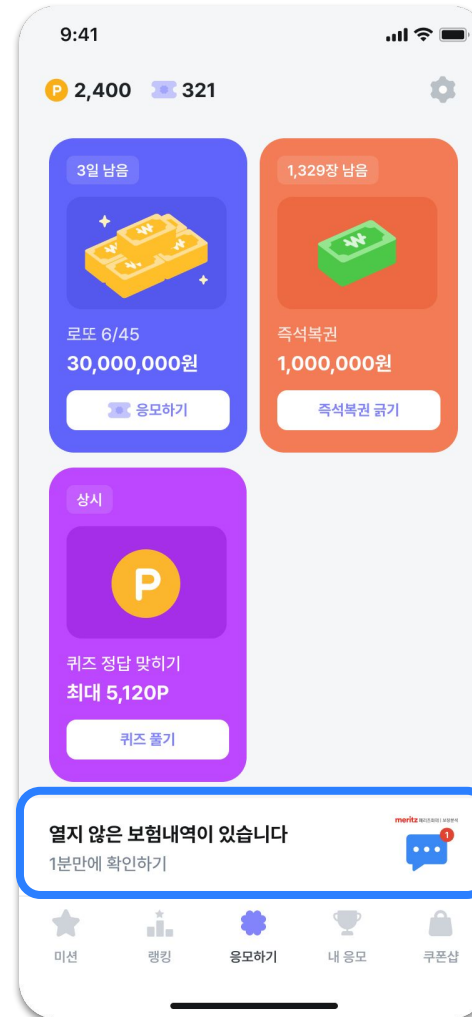 9:41
P 2,400 321
3일 남음
로또 6/45
30,000,000원
응모하기
1,329장 남음
즉석복권
1,000,000원
즉석복권 긁기
상시
P
퀴즈 정답 맞히기
최대 5,120P
퀴즈 풀기
열지 않은 보험내역이 있습니다
1분만에 확인하기
meritz
1
미션
랭킹
응모하기
내 응모
쿠폰샵